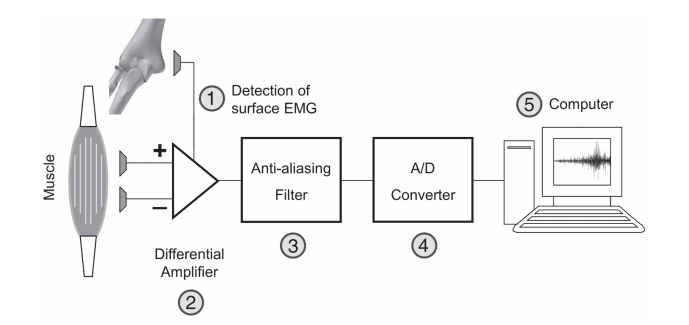 1 Detection of
surface EMG
5 Computer
Muscle
+
−
Anti-aliasing
Filter
A/D
Converter
3
4
Differential
Amplifier
2